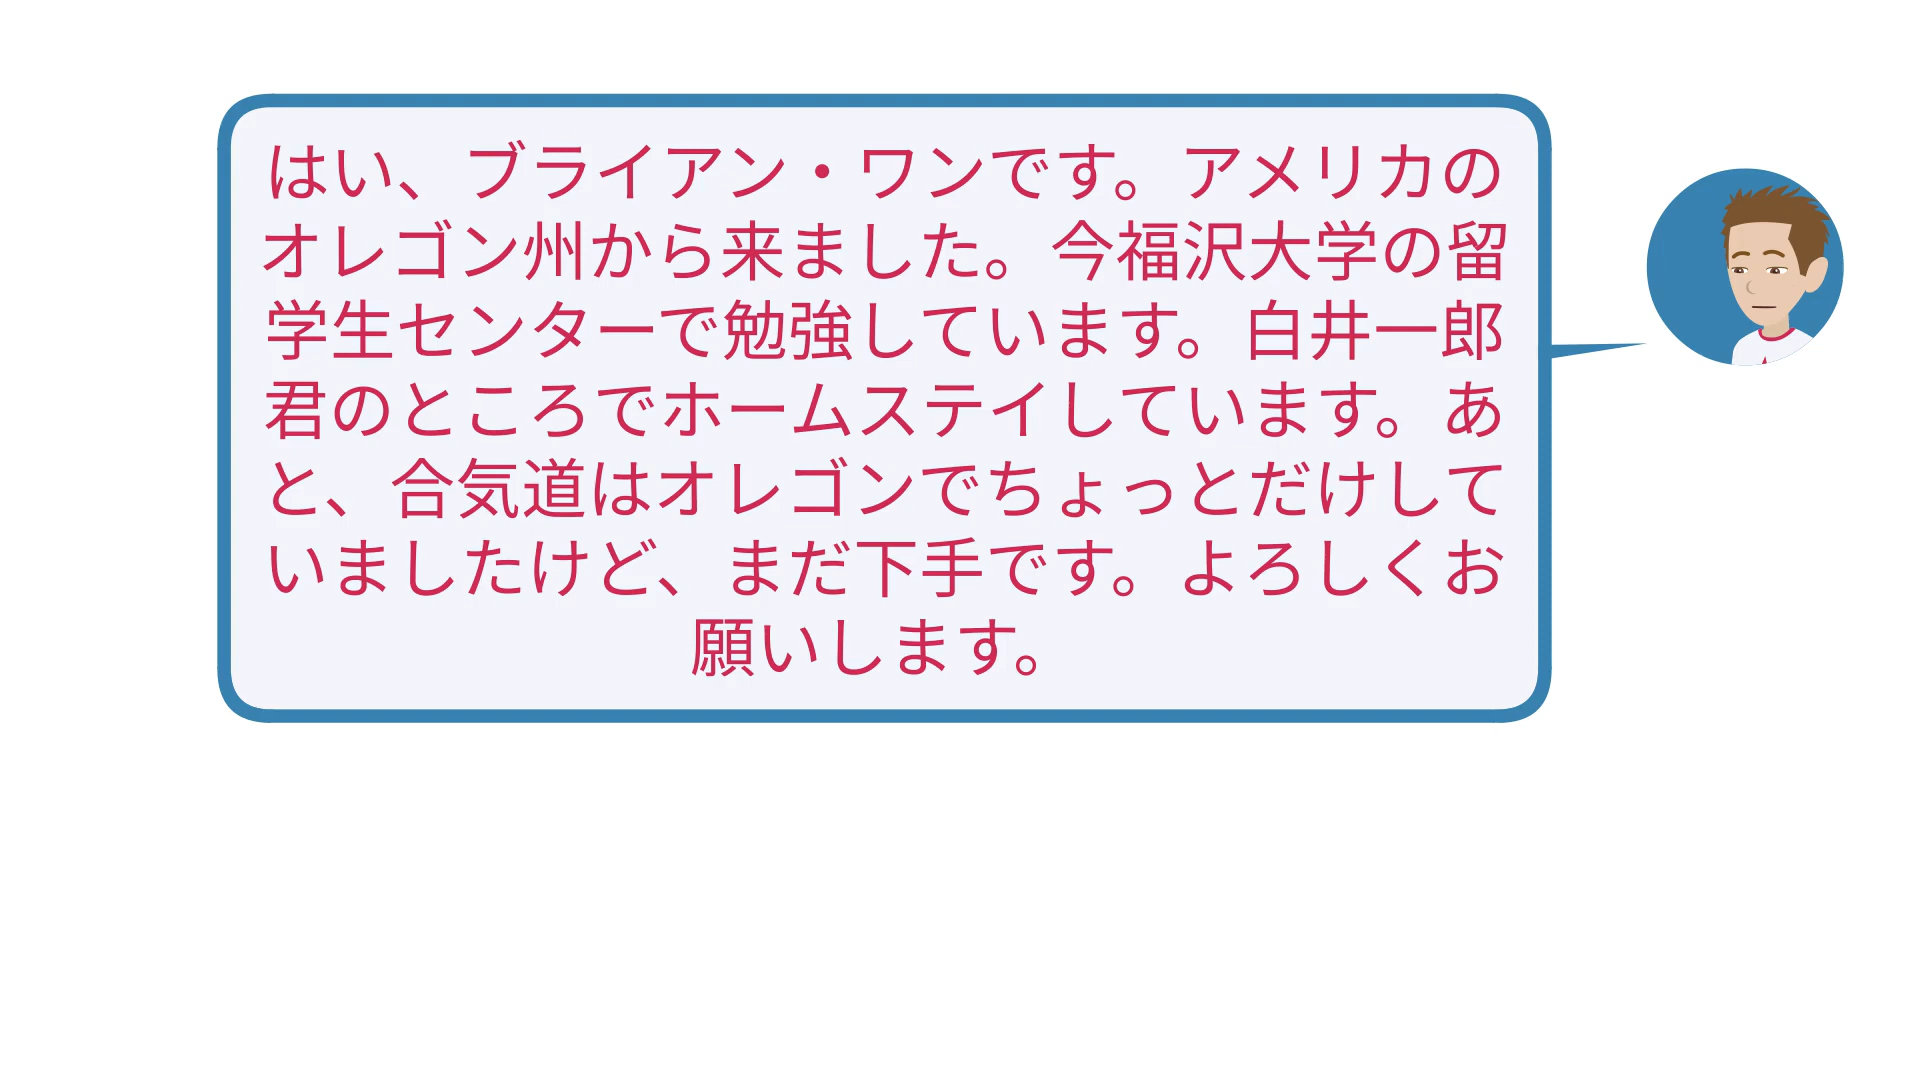 はい、ブライアン・ワンです。アメリカの
オレゴン州から来ました。 今福沢大学の留
学生センターで勉強しています。白井一郎
君のところでホームステイしています。あ
と、合気道はオレゴンでちょっとだけして
いましたけど、まだ下手です。よろしくお
願いします。